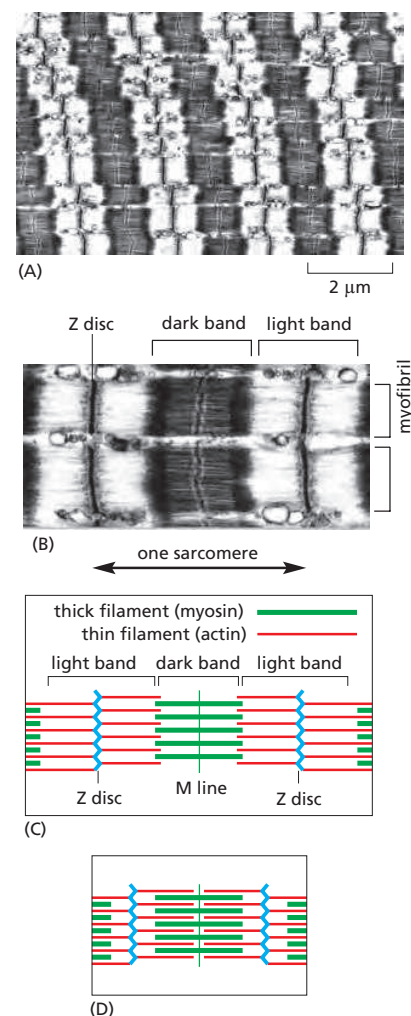 (A)
2 μm
Z disc
dark band
light band
myofibril
(B)
one sarcomere
thick filament (myosin)
thin filament (actin)
light band
dark band
light band
Z disc
M line
Z disc
(C)
(D)